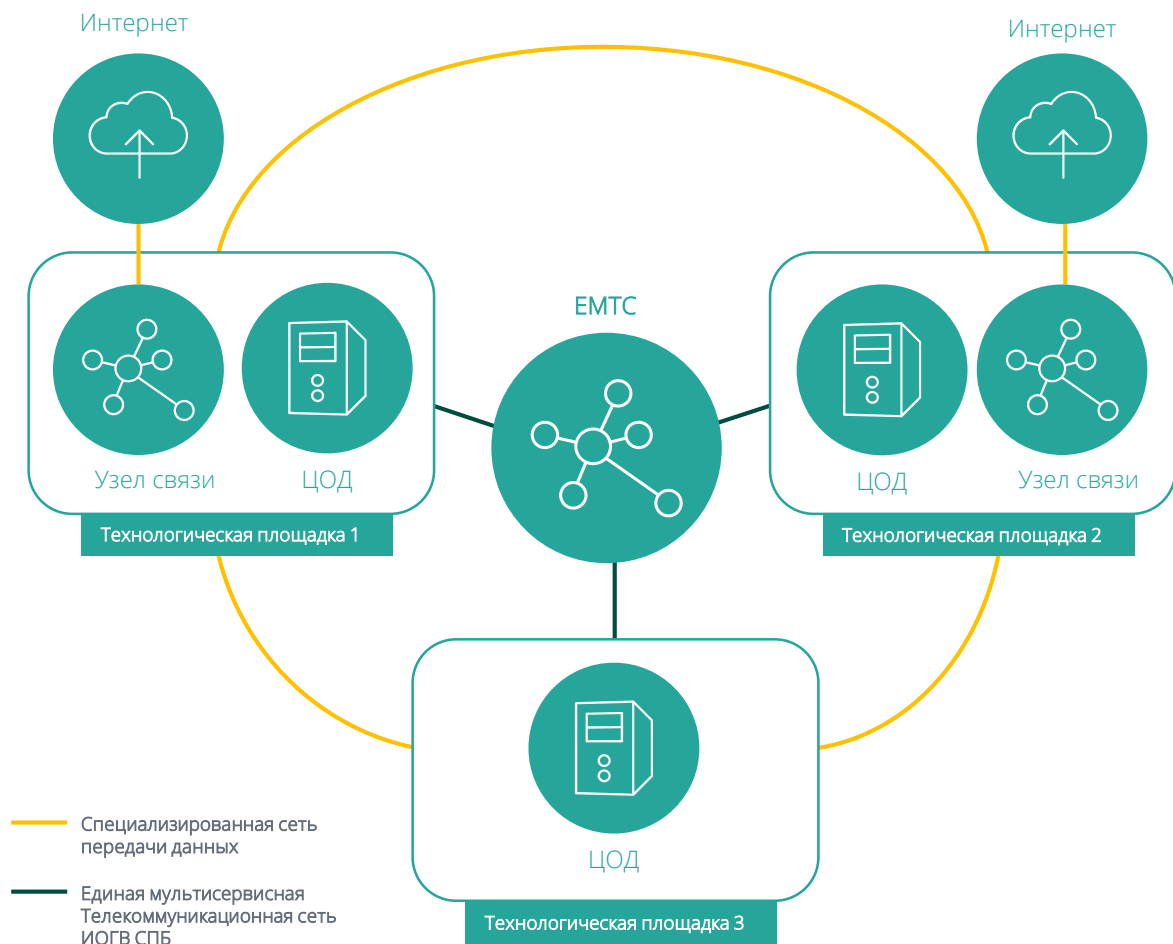 Интернет
Интернет
ЕМТС
Узел связи
ЦОД
ЦОД
Узел связи
Технологическая площадка 1
Технологическая площадка 2
ЦОД
Специализированная сеть
передачи данных
Единая мультисервисная
Телекоммуникационная сеть
ИОГВ СПБ
Технологическая площадка 3